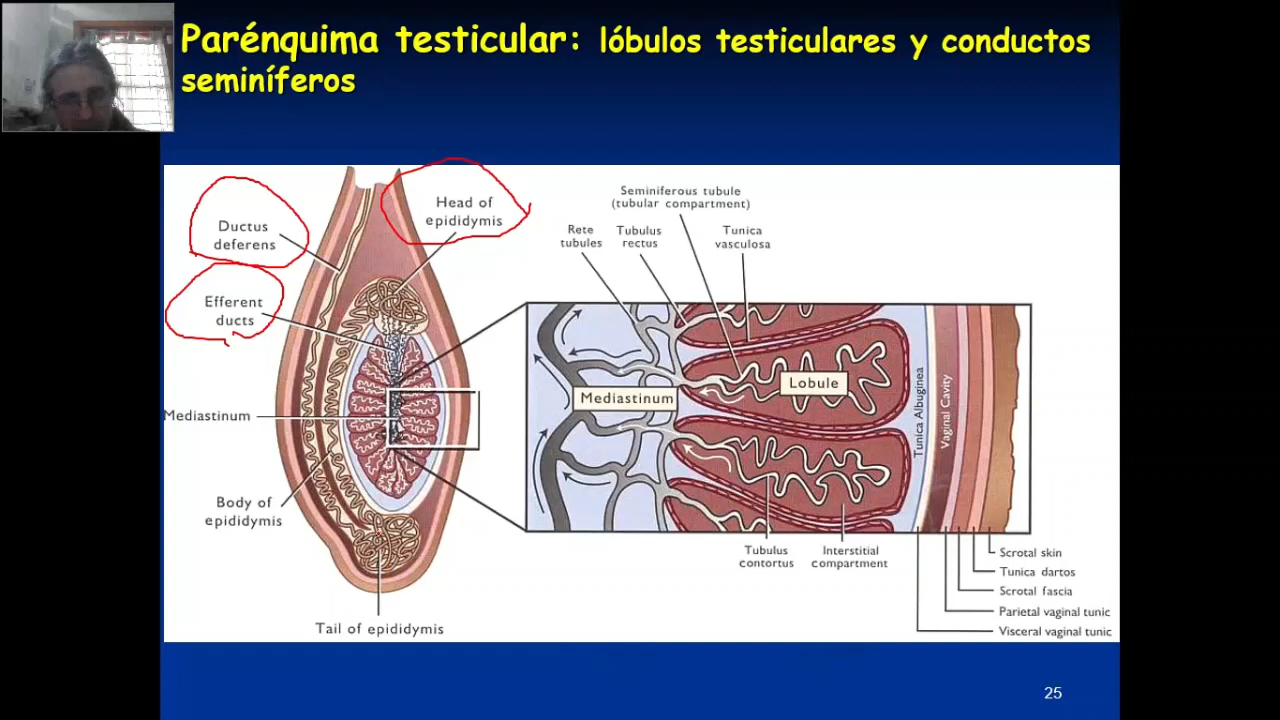 Parénquima testicular: lóbulos testiculares y conductos
seminíferos
Ductus
deferens
Efferent
ducts
Mediastinum
Body of
epididymis
Tail of epididymis
Head of
epididymis
Seminiferous tubule
(tubular compartment)
Rete
tubules
Tubulus
rectus
Tunica
vasculosa
Mediastinum
Lobule
Tunica Albuginea
Vaginal Cavity
Tubulus
contortus
Interstitial
compartment
Scrotal skin
Tunica dartos
Scrotal fascia
Parietal vaginal tunic
Visceral vaginal tunic
25